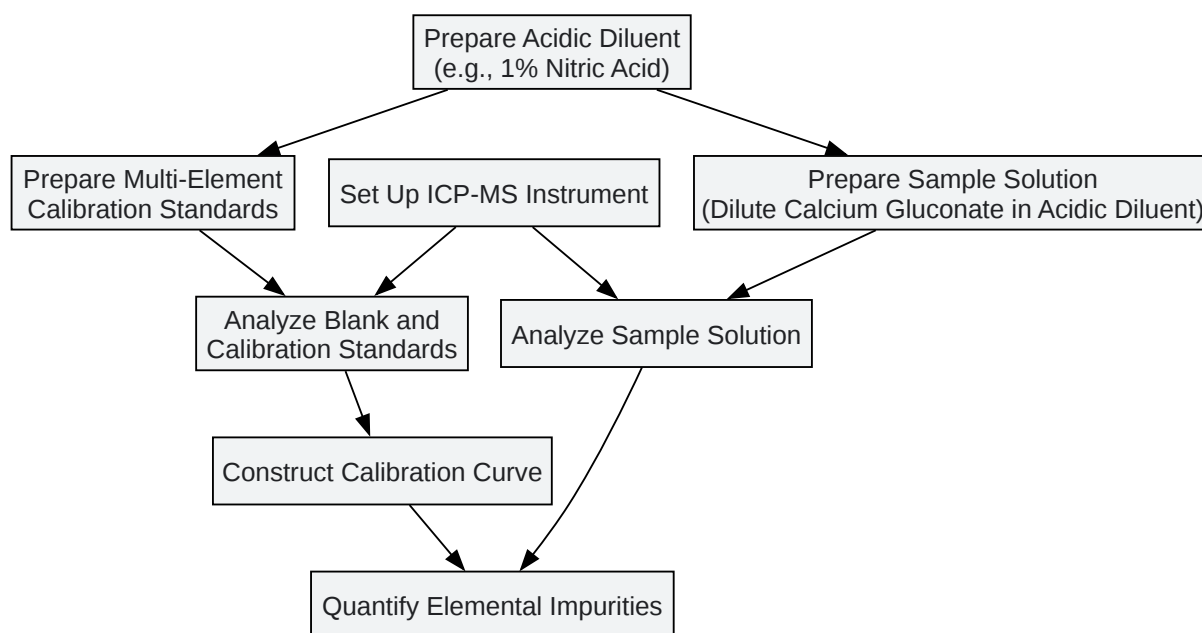 Prepare Acidic Diluent
(e.g., 1% Nitric Acid)
Prepare Multi-Element
Calibration Standards
Set Up ICP-MS Instrument
Prepare Sample Solution
(Dilute Calcium Gluconate in Acidic Diluent)
Analyze Blank and
Calibration Standards
Analyze Sample Solution
Construct Calibration Curve
Quantify Elemental Impurities